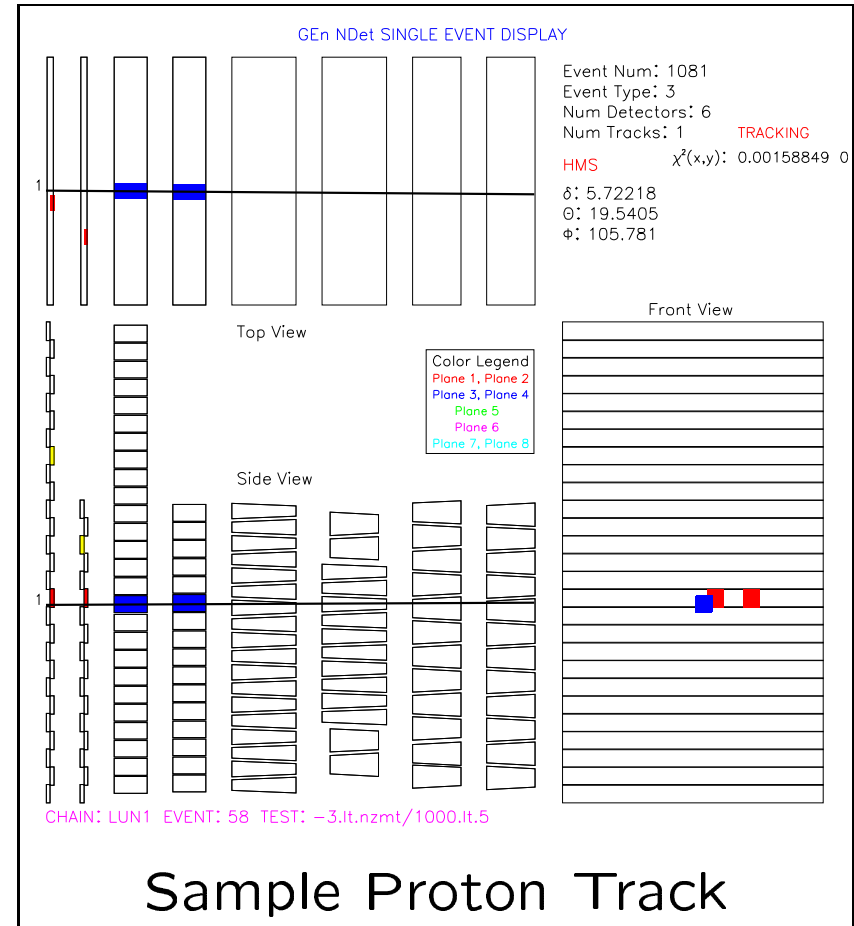 GEn NDet SINGLE EVENT DISPLAY
Event Num: 1081
Event Type: 3
Num Detectors: 6
Num Tracks: 1 TRACKING
χ²(x,y): 0.00158849 0
HMS
δ: 5.72218
Θ: 19.5405
Φ: 105.781
1
Top View
Front View
Color Legend
Plane 1, Plane 2
Plane 3, Plane 4
Plane 5
Plane 6
Plane 7, Plane 8
Side View
1
CHAIN: LUN1 EVENT: 58 TEST: -3.lt.nzmt/1000.lt.5
Sample Proton Track